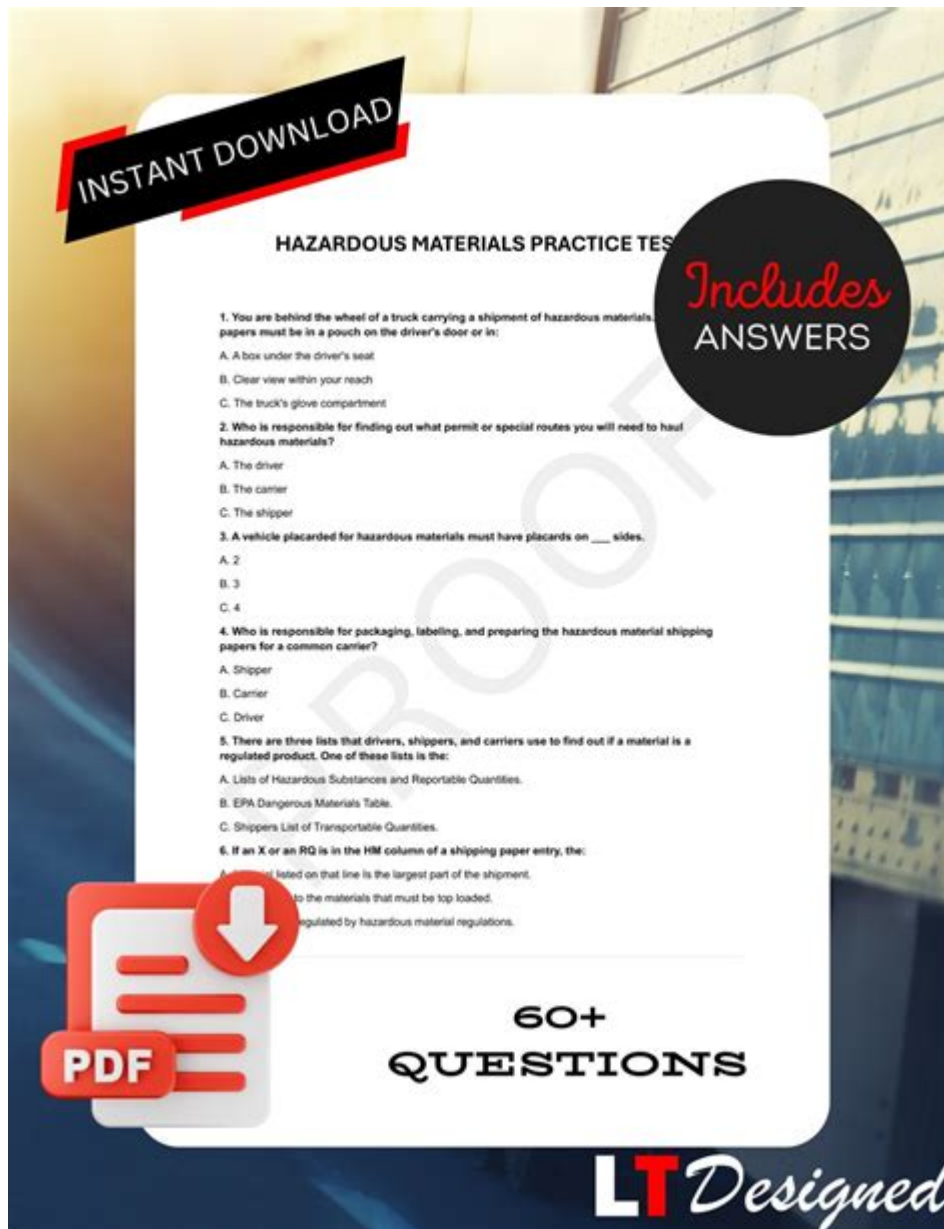 INSTANT DOWNLOAD
HAZARDOUS MATERIALS PRACTICE TES
Includes
ANSWERS
1. You are behind the wheel of a truck carrying a shipment of hazardous materials.
papers must be in a pouch on the driver's door or in:
A. A box under the driver's seat
B. Clear view within your reach
C. The truck's glove compartment
2. Who is responsible for finding out what permit or special routes you will need to haul
hazardous materials?
A. The driver
B. The carrier
C. The shipper
3. A vehicle placarded for hazardous materials must have placards on ___ sides.
A. 2
B. 3
C. 4
4. Who is responsible for packaging, labeling, and preparing the hazardous material shipping
papers for a common carrier?
A. Shipper
B. Carrier
C. Driver
5. There are three lists that drivers, shippers, and carriers use to find out if a material is a
regulated product. One of these lists is the:
A. Lists of Hazardous Substances and Reportable Quantities.
B. EPA Dangerous Materials Table.
C. Shippers List of Transportable Quantities.
6. If an X or an RQ is in the HM column of a shipping paper entry, the:
listed on that line is the largest part of the shipment.
to the materials that must be top loaded.
regulated by hazardous material regulations.
PROOF
PDF
60+
QUESTIONS
LT Designed